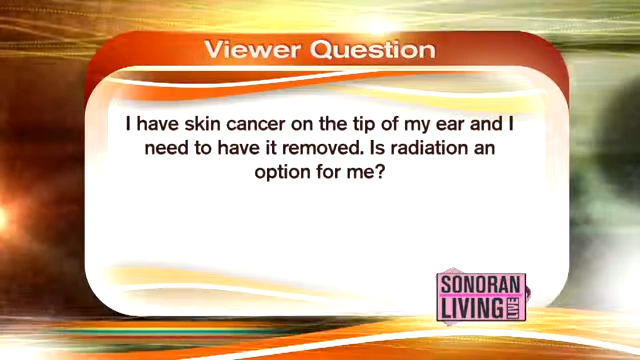 Viewer Question
I have skin cancer on the tip of my ear and I
need to have it removed. Is radiation an
option for me?
SONORAN
LIVING
LIVE